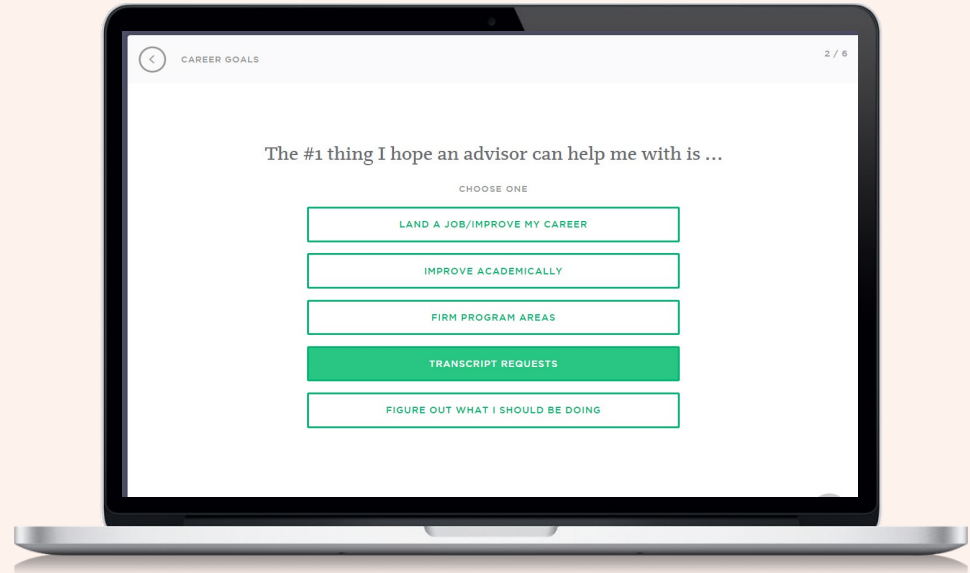 CAREER GOALS
2 / 6
The #1 thing I hope an advisor can help me with is ...
CHOOSE ONE
LAND A JOB/IMPROVE MY CAREER
IMPROVE ACADEMICALLY
FIRM PROGRAM AREAS
TRANSCRIPT REQUESTS
FIGURE OUT WHAT I SHOULD BE DOING